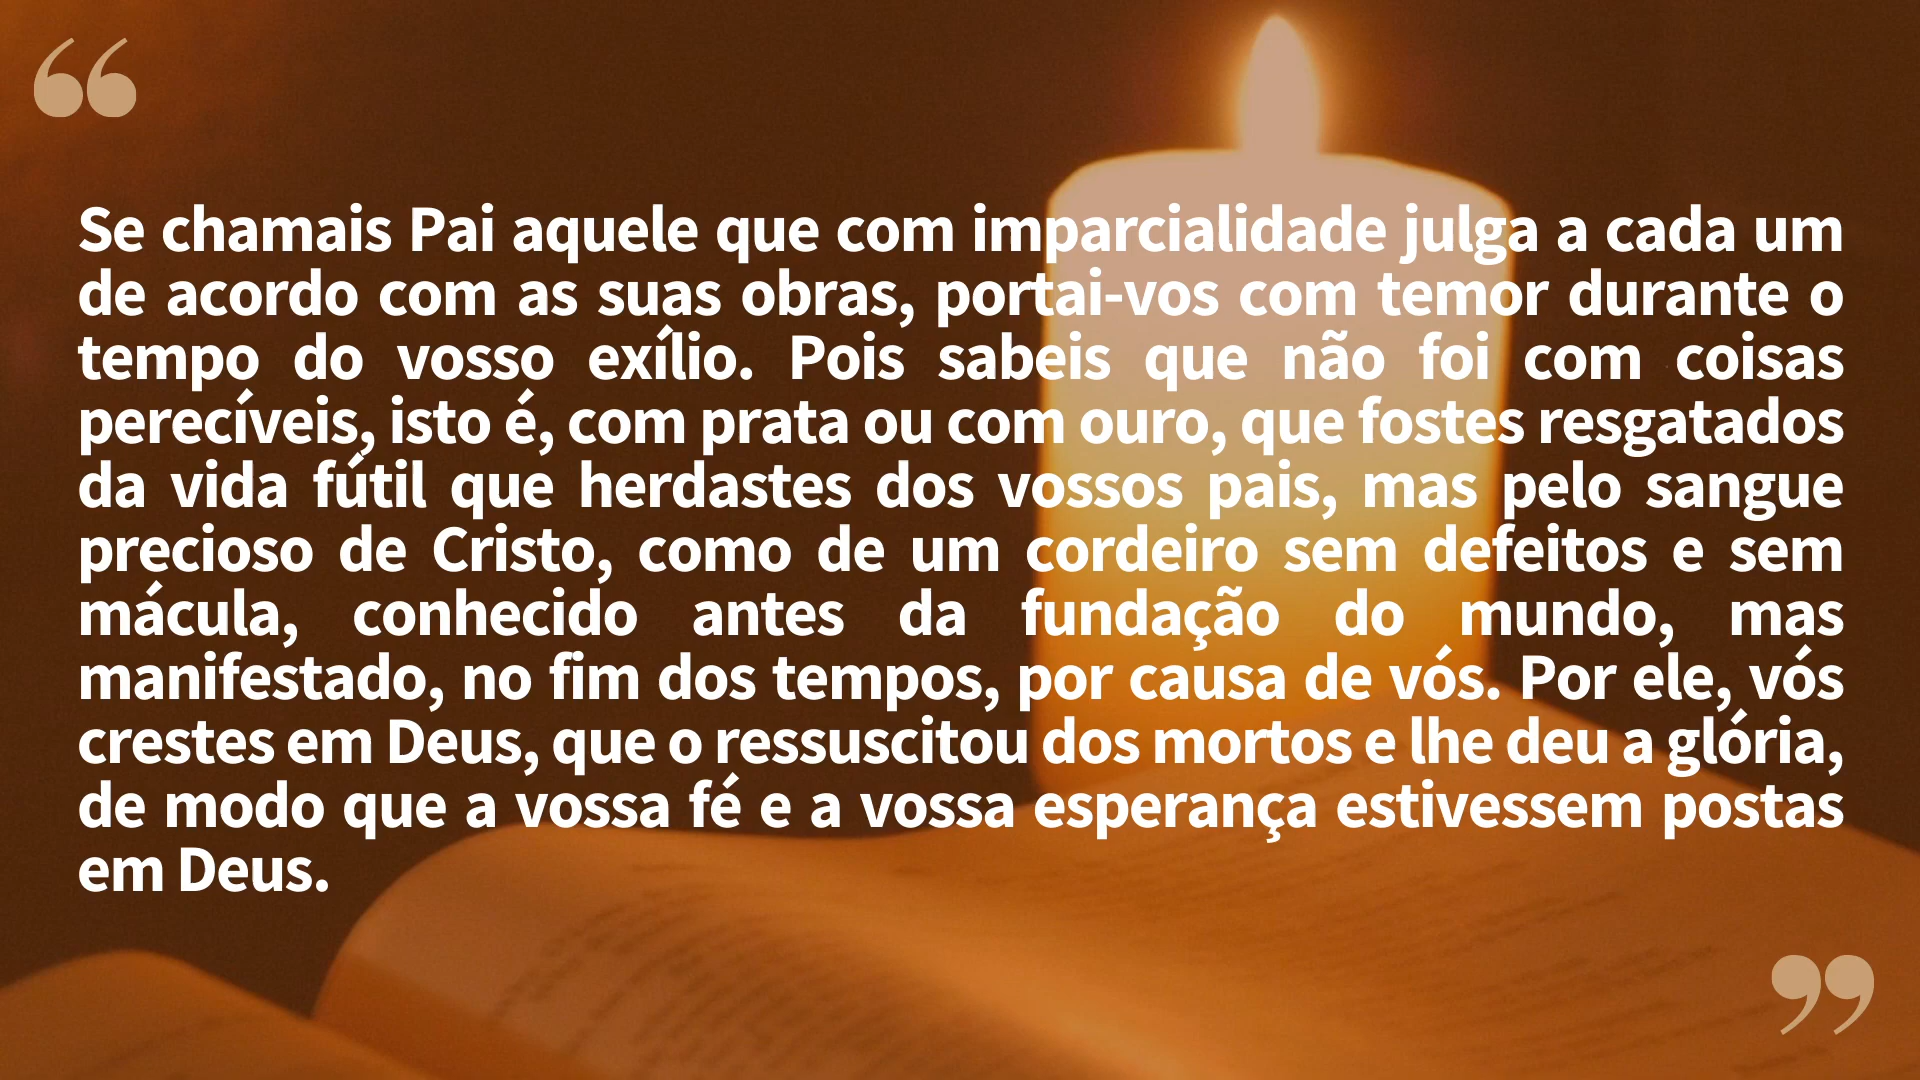 “
Se chamais Pai aquele que com imparcialidade julga a cada um
de acordo com as suas obras, portai-vos com temor durante o
tempo do vosso exílio. Pois sabeis que não foi com coisas
perecíveis, isto é, com prata ou com ouro, que fostes resgatados
da vida fútil que herdastes dos vossos pais, mas pelo sangue
precioso de Cristo, como de um cordeiro sem defeitos e sem
mácula, conhecido antes da fundação do mundo, mas
manifestado, no fim dos tempos, por causa de vós. Por ele, vós
crestes em Deus, que o ressuscitou dos mortos e lhe deu a glória,
de modo que a vossa fé e a vossa esperança estivessem postas
em Deus.
”